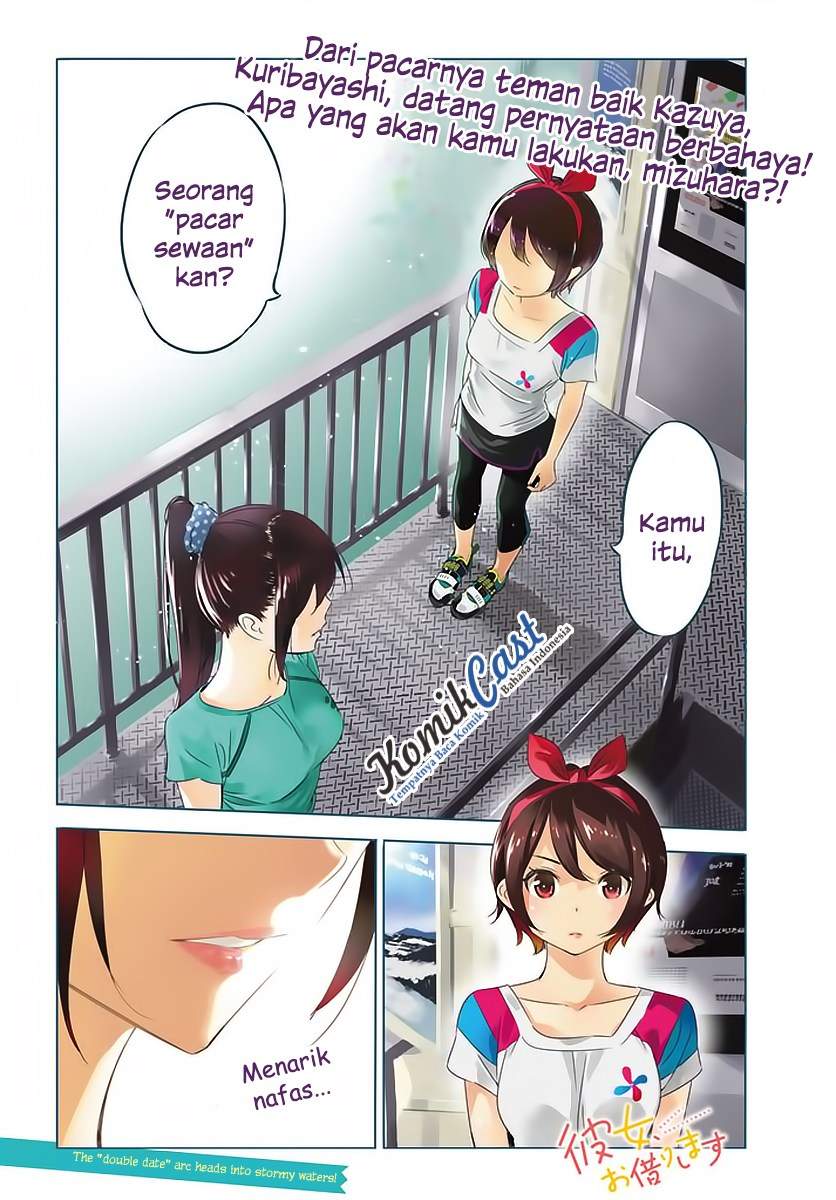 Dari pacarnya teman baik Kazuya,
Kuribayashi, datang pernyataan berbahaya!
Apa yang akan kamu lakukan, mizuhara?!
Kamu
itu,
Seorang
"pacar
sewaan"
kan?
KomikCast
Tempatnya Baca Komik Bahasa Indonesia
Menarik
nafas...
彼女、
お借りします
The "double date" arc heads into stormy waters!